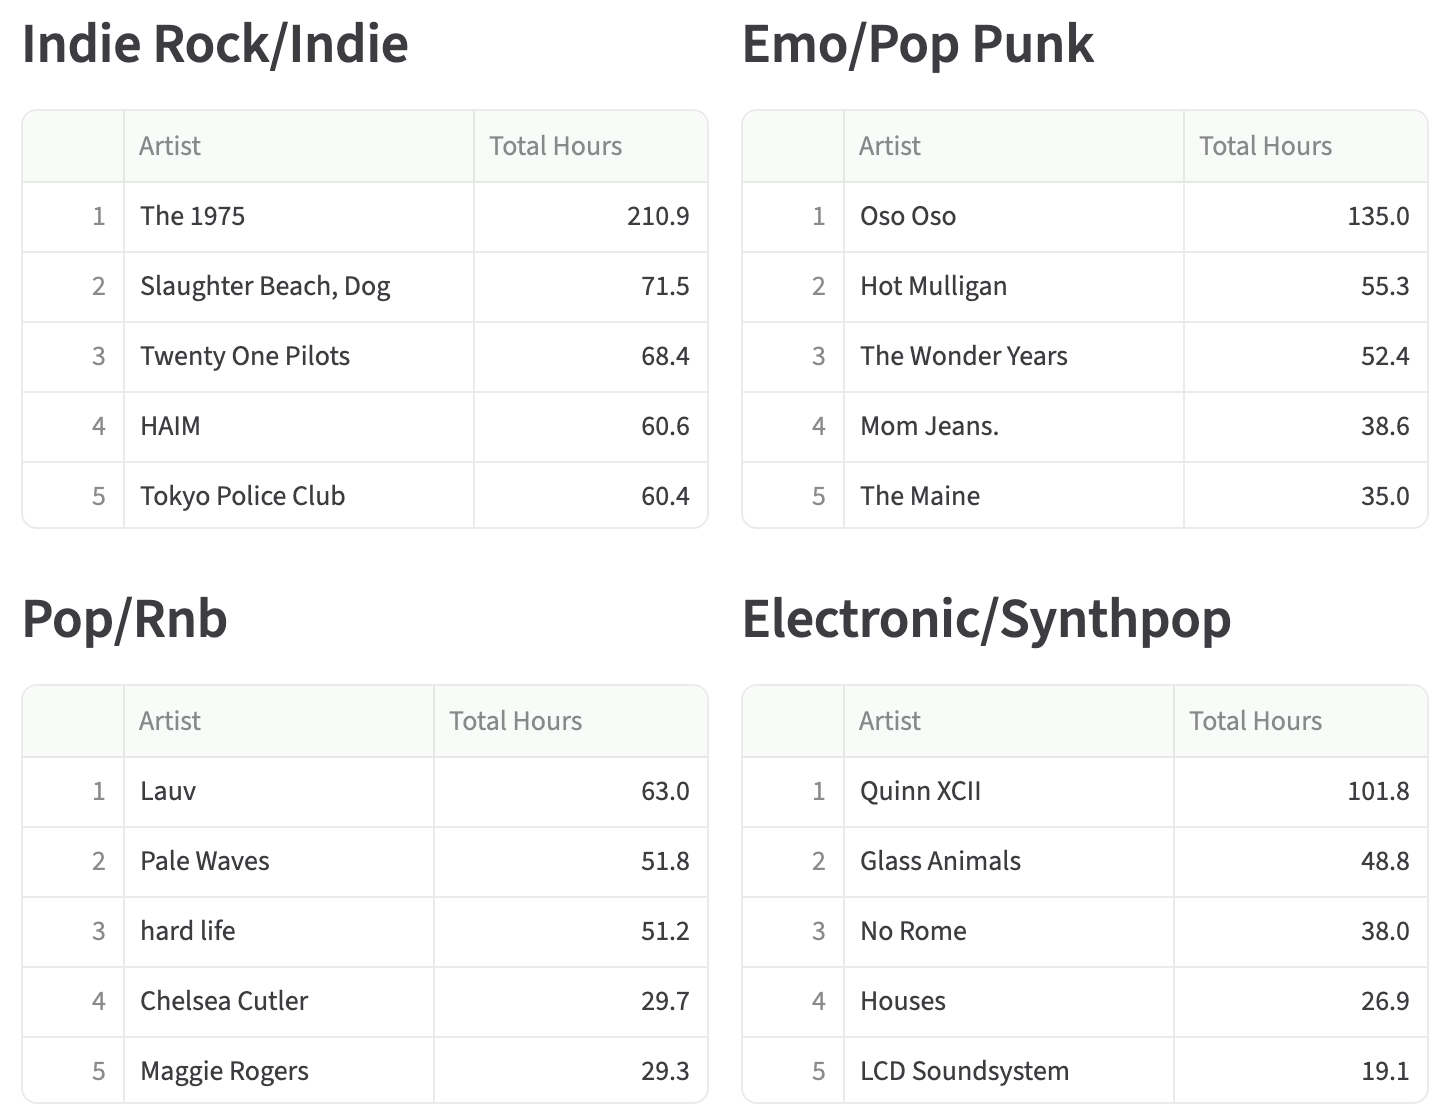 Indie Rock/Indie
Artist Total Hours
1 The 1975 210.9
2 Slaughter Beach, Dog 71.5
3 Twenty One Pilots 68.4
4 HAIM 60.6
5 Tokyo Police Club 60.4
Emo/Pop Punk
Artist Total Hours
1 Oso Oso 135.0
2 Hot Mulligan 55.3
3 The Wonder Years 52.4
4 Mom Jeans. 38.6
5 The Maine 35.0
Pop/Rnb
Artist Total Hours
1 Lauv 63.0
2 Pale Waves 51.8
3 hard life 51.2
4 Chelsea Cutler 29.7
5 Maggie Rogers 29.3
Electronic/Synthpop
Artist Total Hours
1 Quinn XCII 101.8
2 Glass Animals 48.8
3 No Rome 38.0
4 Houses 26.9
5 LCD Soundsystem 19.1